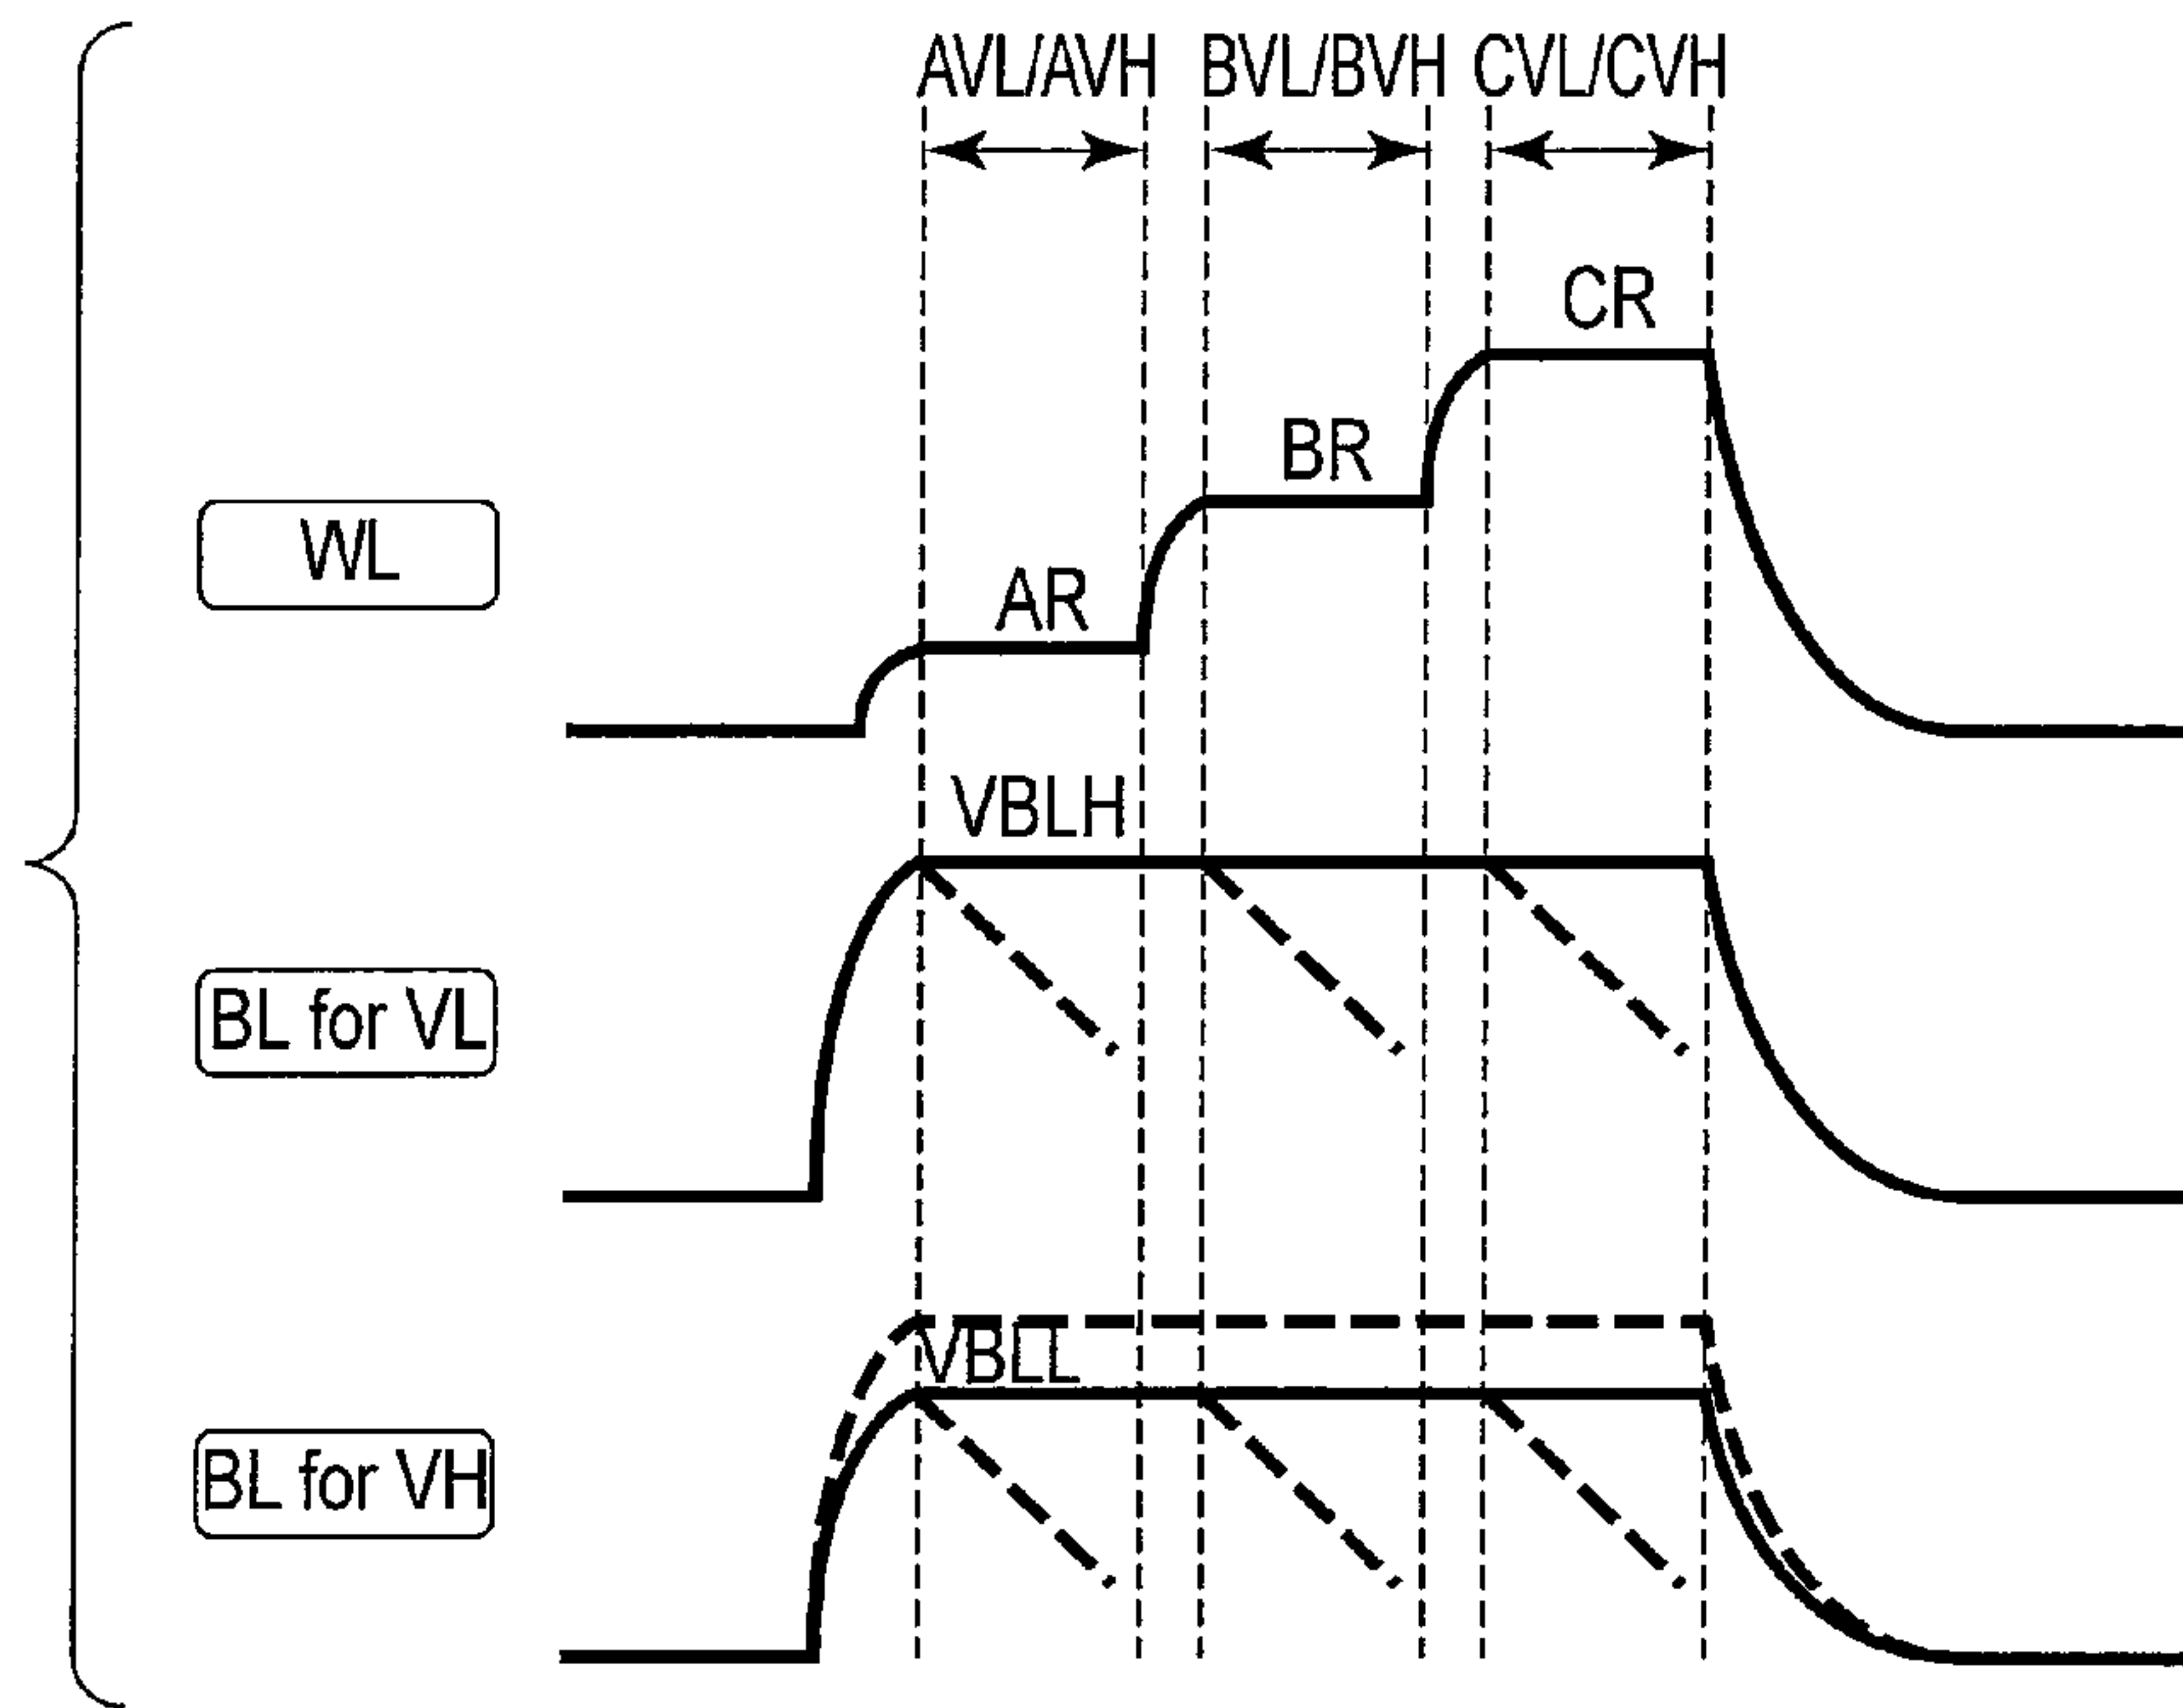 AVL/AVH BVL/BVH CVL/CVH
CR
BR
WL
AR
VBLH
BL for VL
VBLL
BL for VH